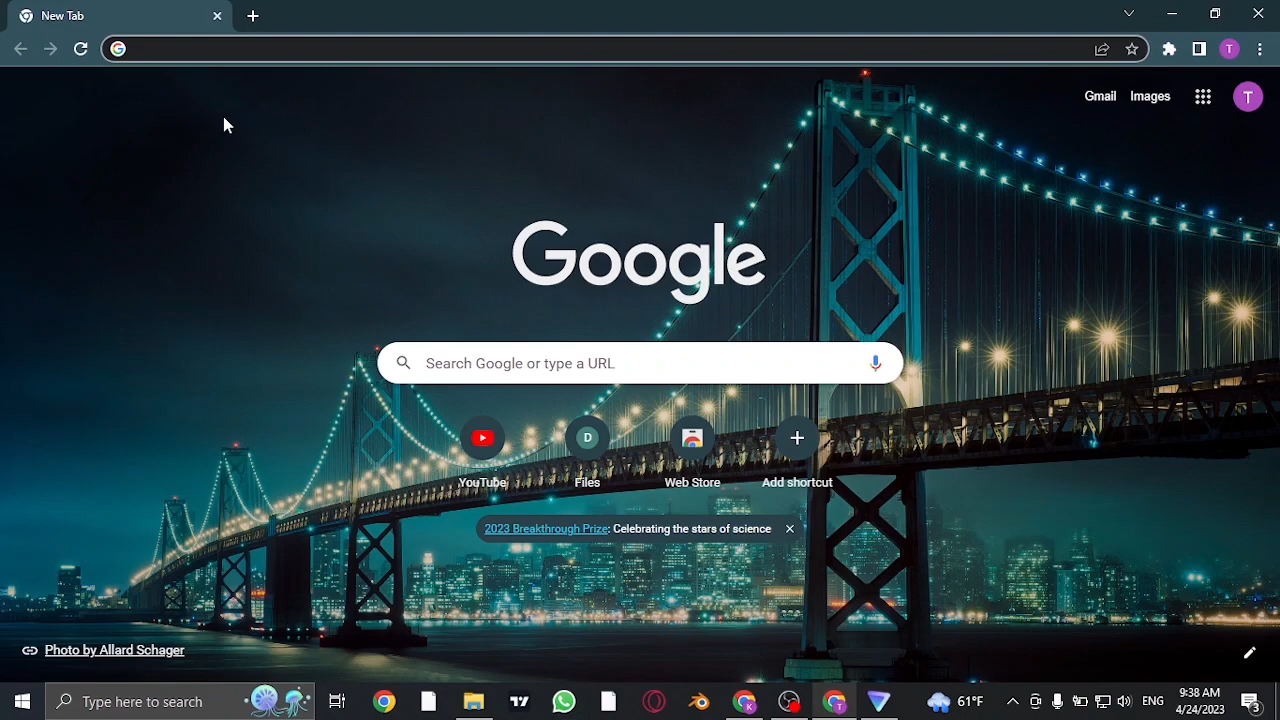 New Tab
Gmail Images T
T
Google
Search Google or type a URL
D
YouTube Files Web Store Add shortcut
2023 Breakthrough Prize: Celebrating the stars of science
Photo by Allard Schager
Type here to search
K
T
61°F
ENG
9:38 AM
4/24/2023
3